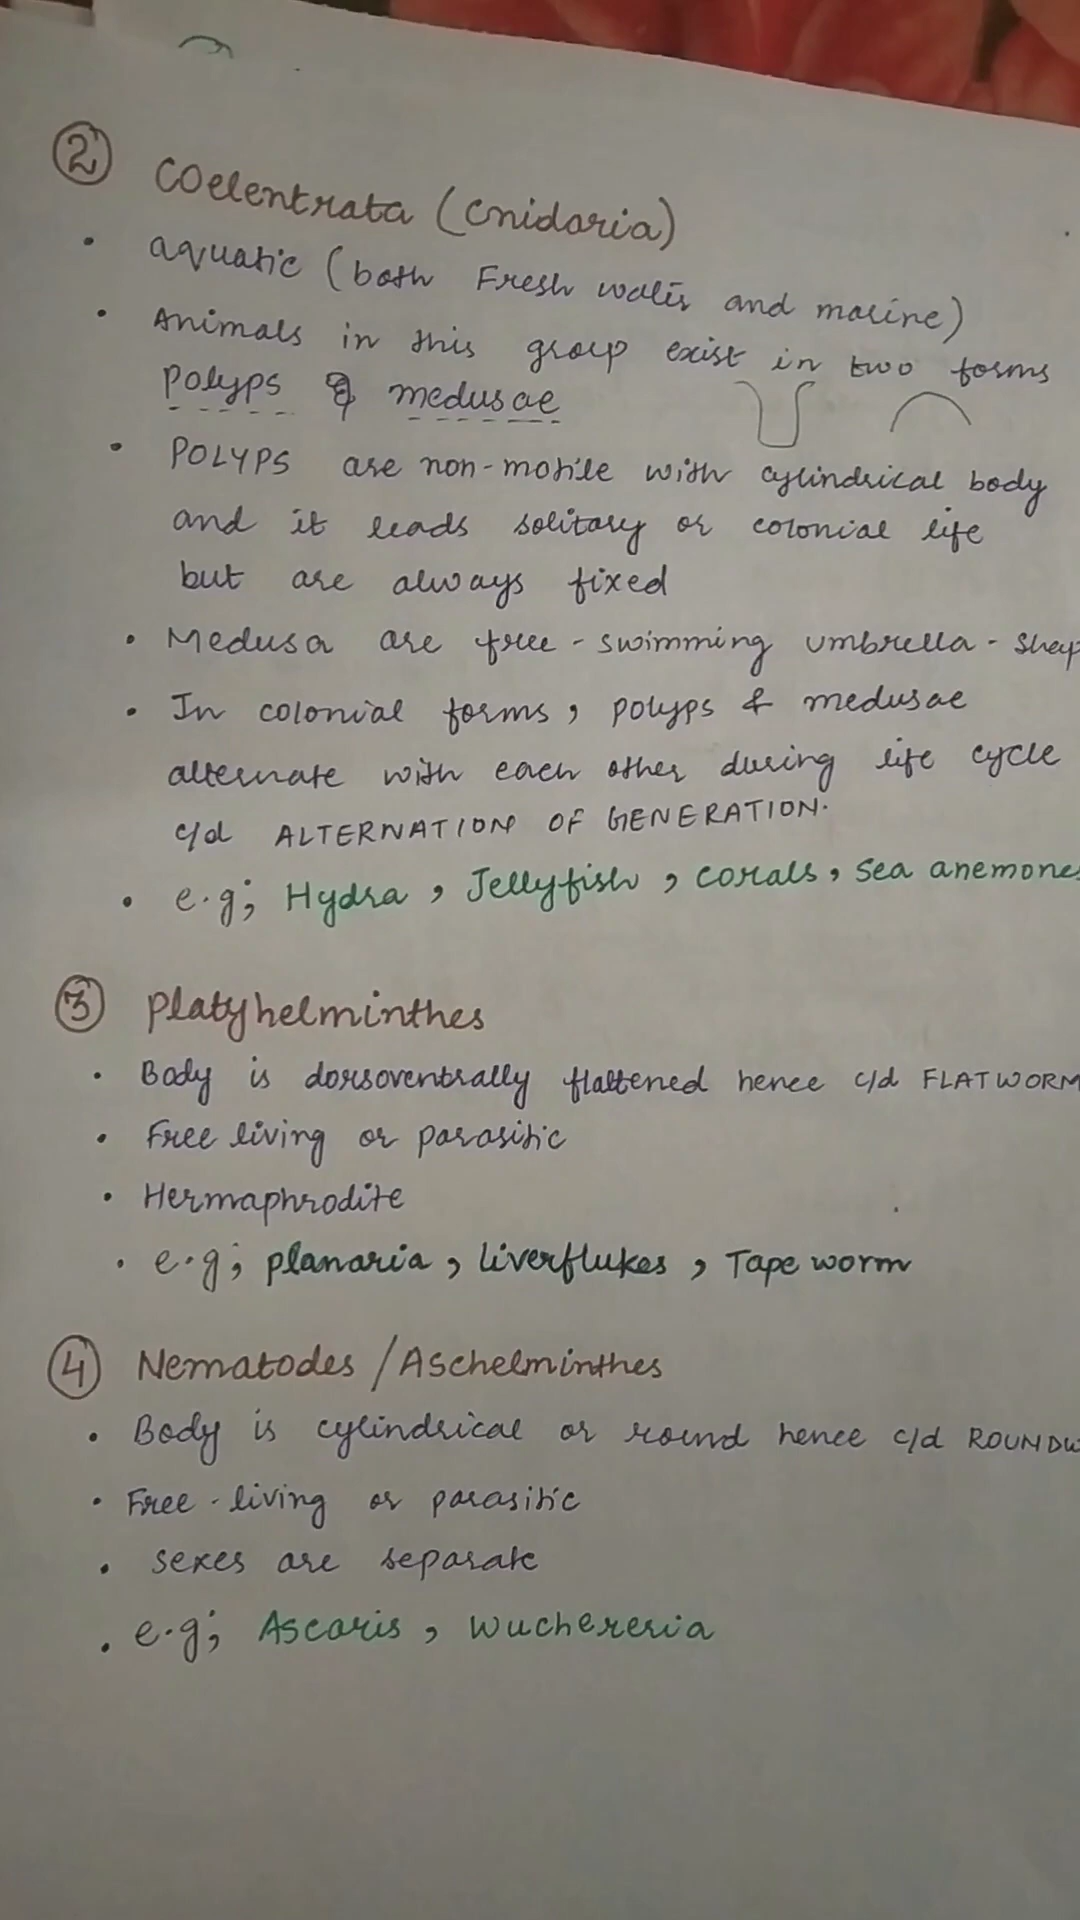 ② Coelentrata (Cnidaria)
• aquatic (both Fresh water and marine)
• Animals in this group exist in two forms
Polyps & medusae
• POLYPS are non-motile with cylindrical body
and it leads solitary or colonial life
but are always fixed
• Medusa are free-swimming umbrella-shap
• In colonial forms, polyps & medusae
alternate with each other during life cycle
c/d ALTERNATION OF GENERATION.
• e.g; Hydra, Jellyfish, corals, sea anemones
③ Platyhelminthes
• Body is dorsoventrally flattened hence c/d FLATWORM
• Free living or parasitic
• Hermaphrodite
• e.g; planaria, liverflukes, Tape worm
④ Nematodes/Aschelminthes
• Body is cylindrical or round hence c/d ROUNDW
• Free-living or parasitic
• sexes are separate
• e.g; Ascaris, Wuchereria